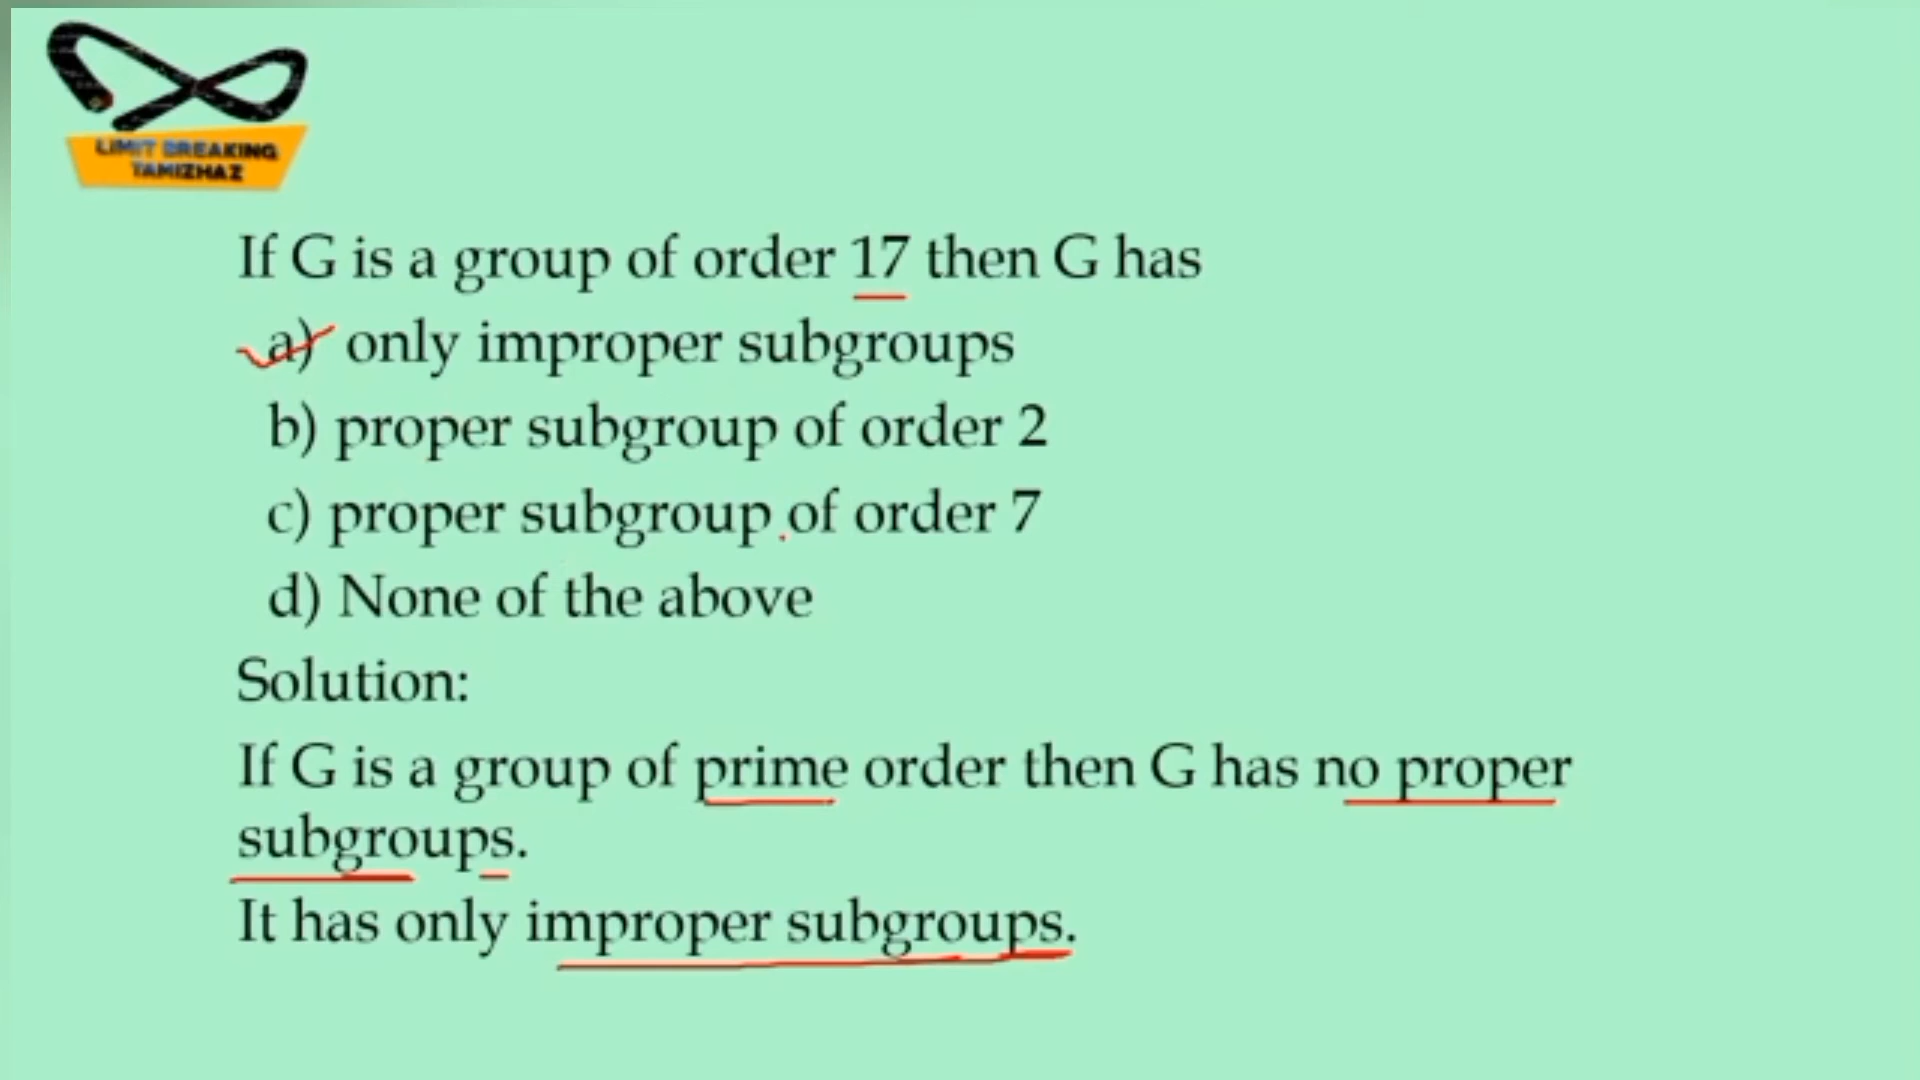 LIMIT BREAKING
TAMIZHAZ
If G is a group of order 17 then G has
a) only improper subgroups
b) proper subgroup of order 2
c) proper subgroup of order 7
d) None of the above
Solution:
If G is a group of prime order then G has no proper
subgroups.
It has only improper subgroups.